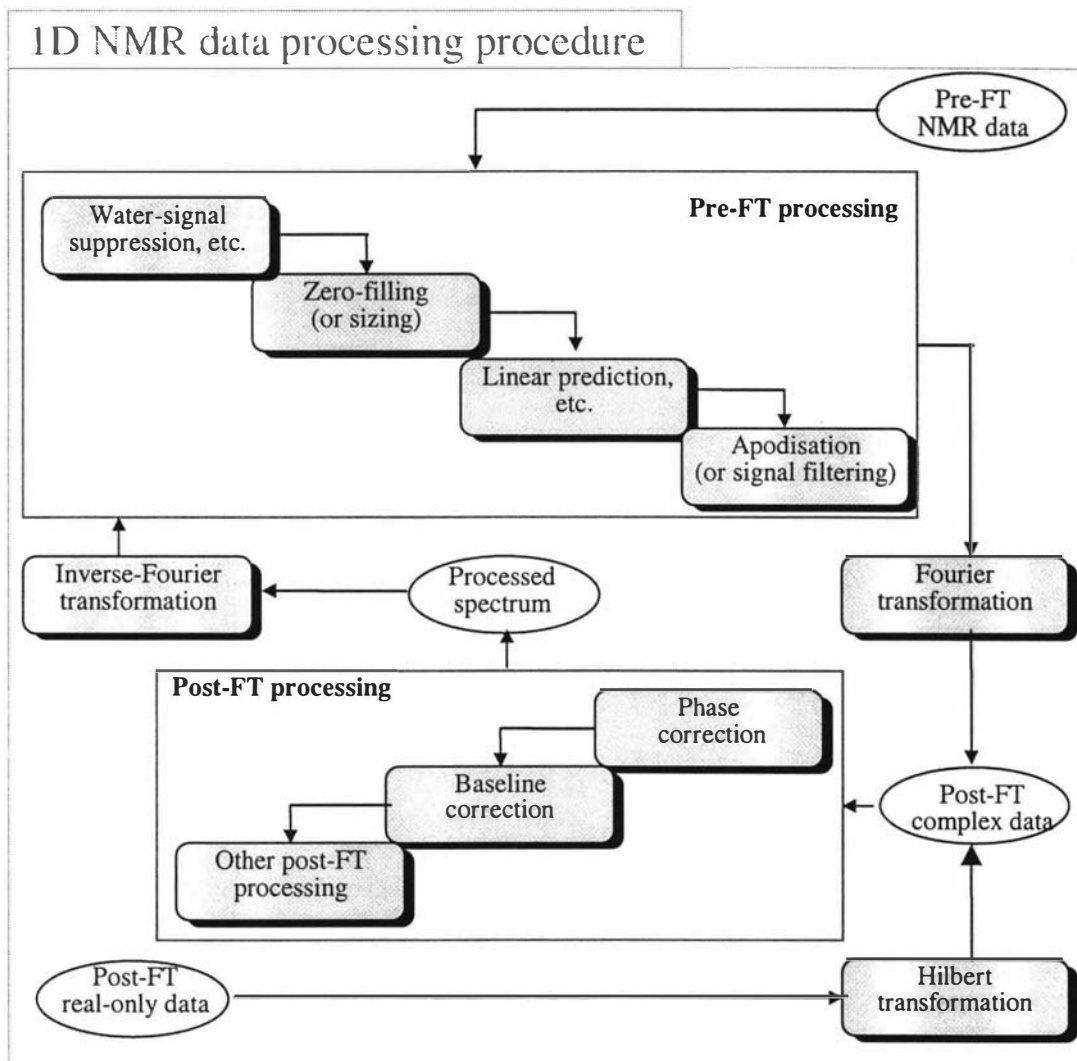 1D NMR data processing procedure
Pre-FT
NMR data
Pre-FT processing
Water-signal
suppression, etc.
Zero-filling
(or sizing)
Linear prediction,
etc.
Apodisation
(or signal filtering)
Inverse-Fourier
transformation
Processed
spectrum
Fourier
transformation
Post-FT processing
Phase
correction
Baseline
correction
Other post-FT
processing
Post-FT
complex data
Post-FT
real-only data
Hilbert
transformation